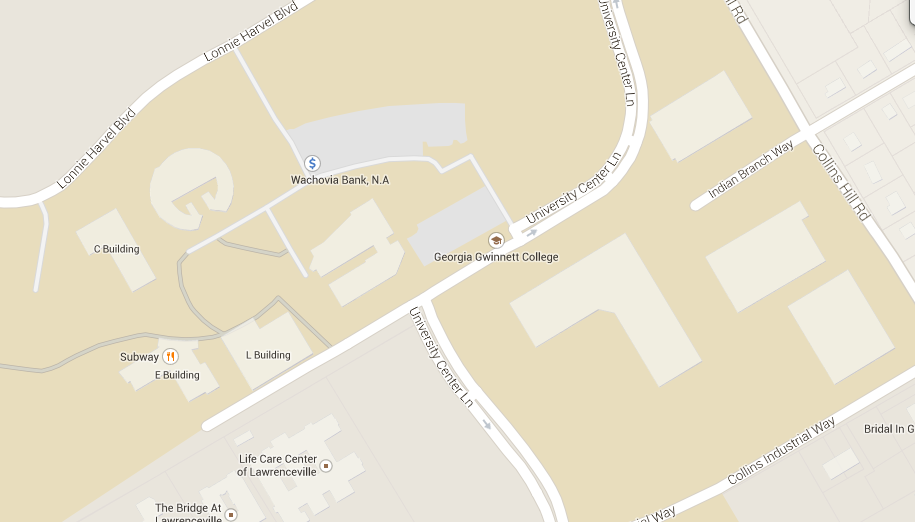 Lonnie Harvel Blvd
University Center Ln
Hill Rd
Lonnie Harvel Blvd
Indian Branch Way
Collins Hill Rd
Wachovia Bank, N.A
University Center Ln
C Building
Georgia Gwinnett College
University Center Ln
Subway
L Building
E Building
Collins Industrial Way
Bridal In G
Life Care Center
of Lawrenceville
The Bridge At
Lawrenceville
Way